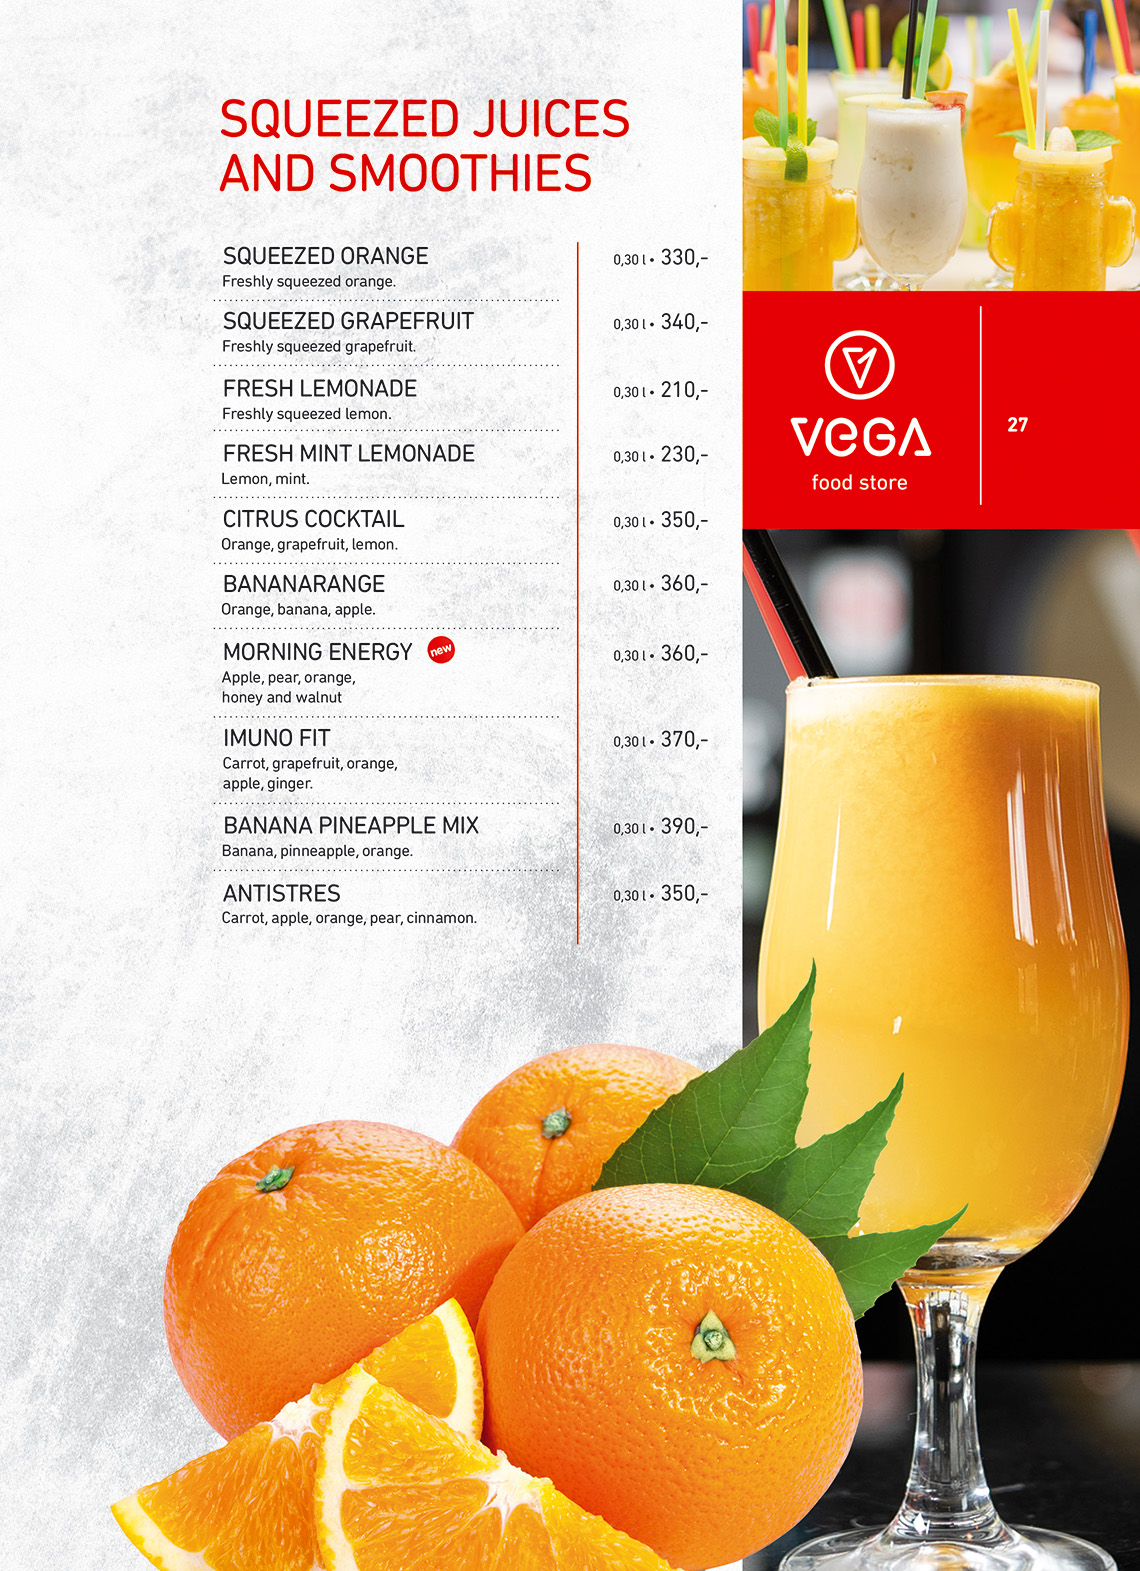 SQUEEZED JUICES
AND SMOOTHIES
SQUEEZED ORANGE 0,30 l • 330,-
Freshly squeezed orange.
SQUEEZED GRAPEFRUIT 0,30 l • 340,-
Freshly squeezed grapefruit.
FRESH LEMONADE 0,30 l • 210,-
Freshly squeezed lemon.
FRESH MINT LEMONADE 0,30 l • 230,-
Lemon, mint.
CITRUS COCKTAIL 0,30 l • 350,-
Orange, grapefruit, lemon.
BANANARANGE 0,30 l • 360,-
Orange, banana, apple.
MORNING ENERGY new 0,30 l • 360,-
Apple, pear, orange,
honey and walnut
IMUNO FIT 0,30 l • 370,-
Carrot, grapefruit, orange,
apple, ginger.
BANANA PINEAPPLE MIX 0,30 l • 390,-
Banana, pinneapple, orange.
ANTISTRES 0,30 l • 350,-
Carrot, apple, orange, pear, cinnamon.
VEGA
food store
27